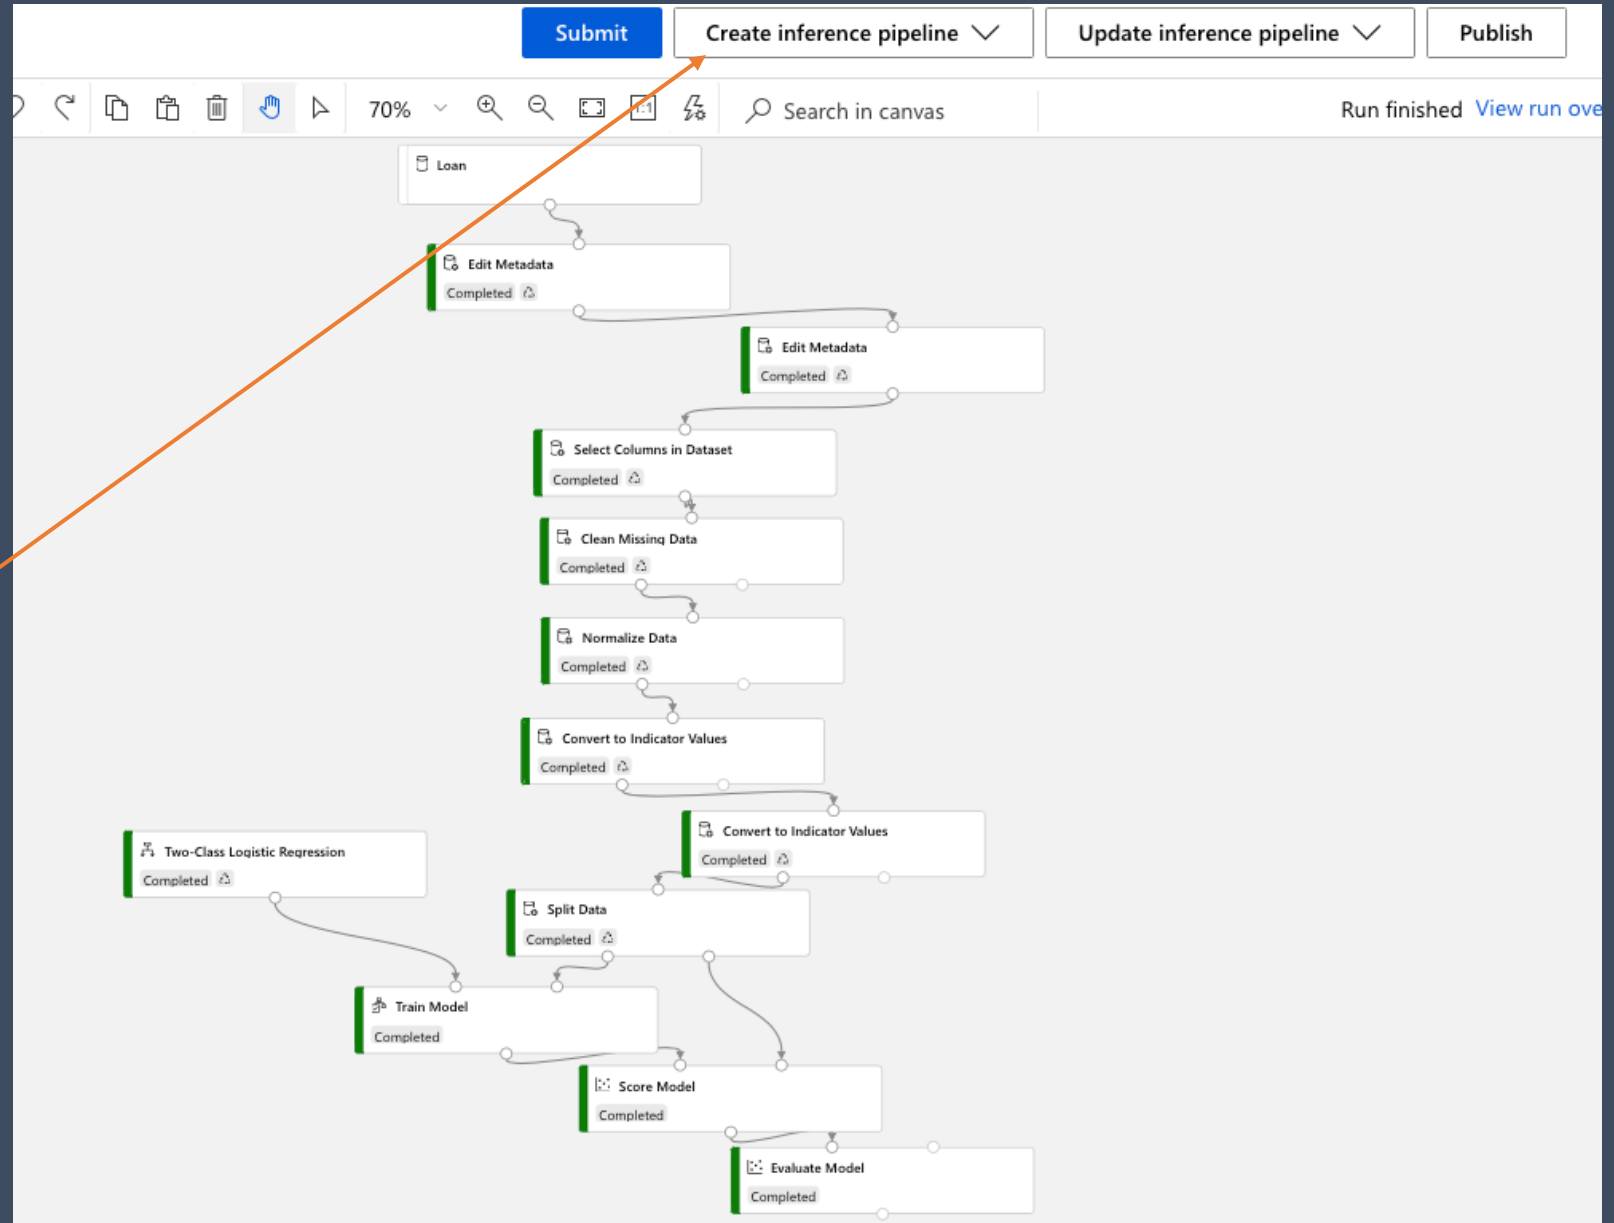 Submit
Create inference pipeline
Update inference pipeline
Publish
70%
1:1
Search in canvas
Run finished
View run ove
Loan
Edit Metadata
Completed
Edit Metadata
Completed
Select Columns in Dataset
Completed
Clean Missing Data
Completed
Normalize Data
Completed
Convert to Indicator Values
Completed
Convert to Indicator Values
Completed
Two-Class Logistic Regression
Completed
Split Data
Completed
Train Model
Completed
Score Model
Completed
Evaluate Model
Completed